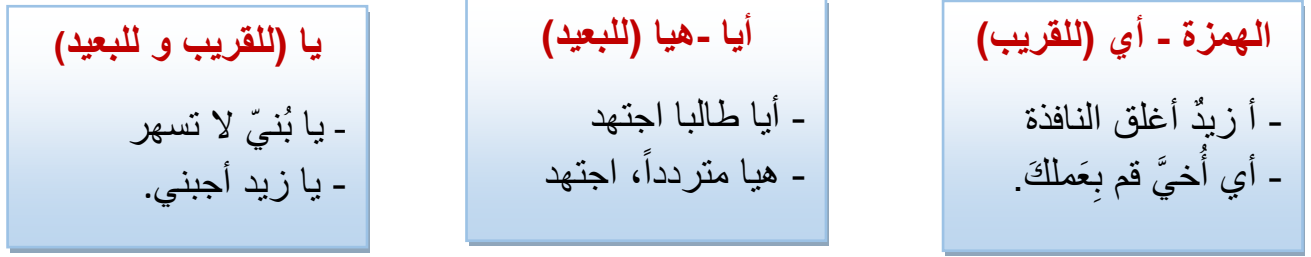 الهمزة - أي (للقريب)
- أ زيدٌ أغلق النافذة
- أي أُخيَّ قم بِعَملكَ.
أيا -هيا (للبعيد)
- أيا طالبا اجتهد
- هيا متردداً، اجتهد
يا (للقريب و للبعيد)
- يا بُنيّ لا تسهر
- يا زيد أجبني.